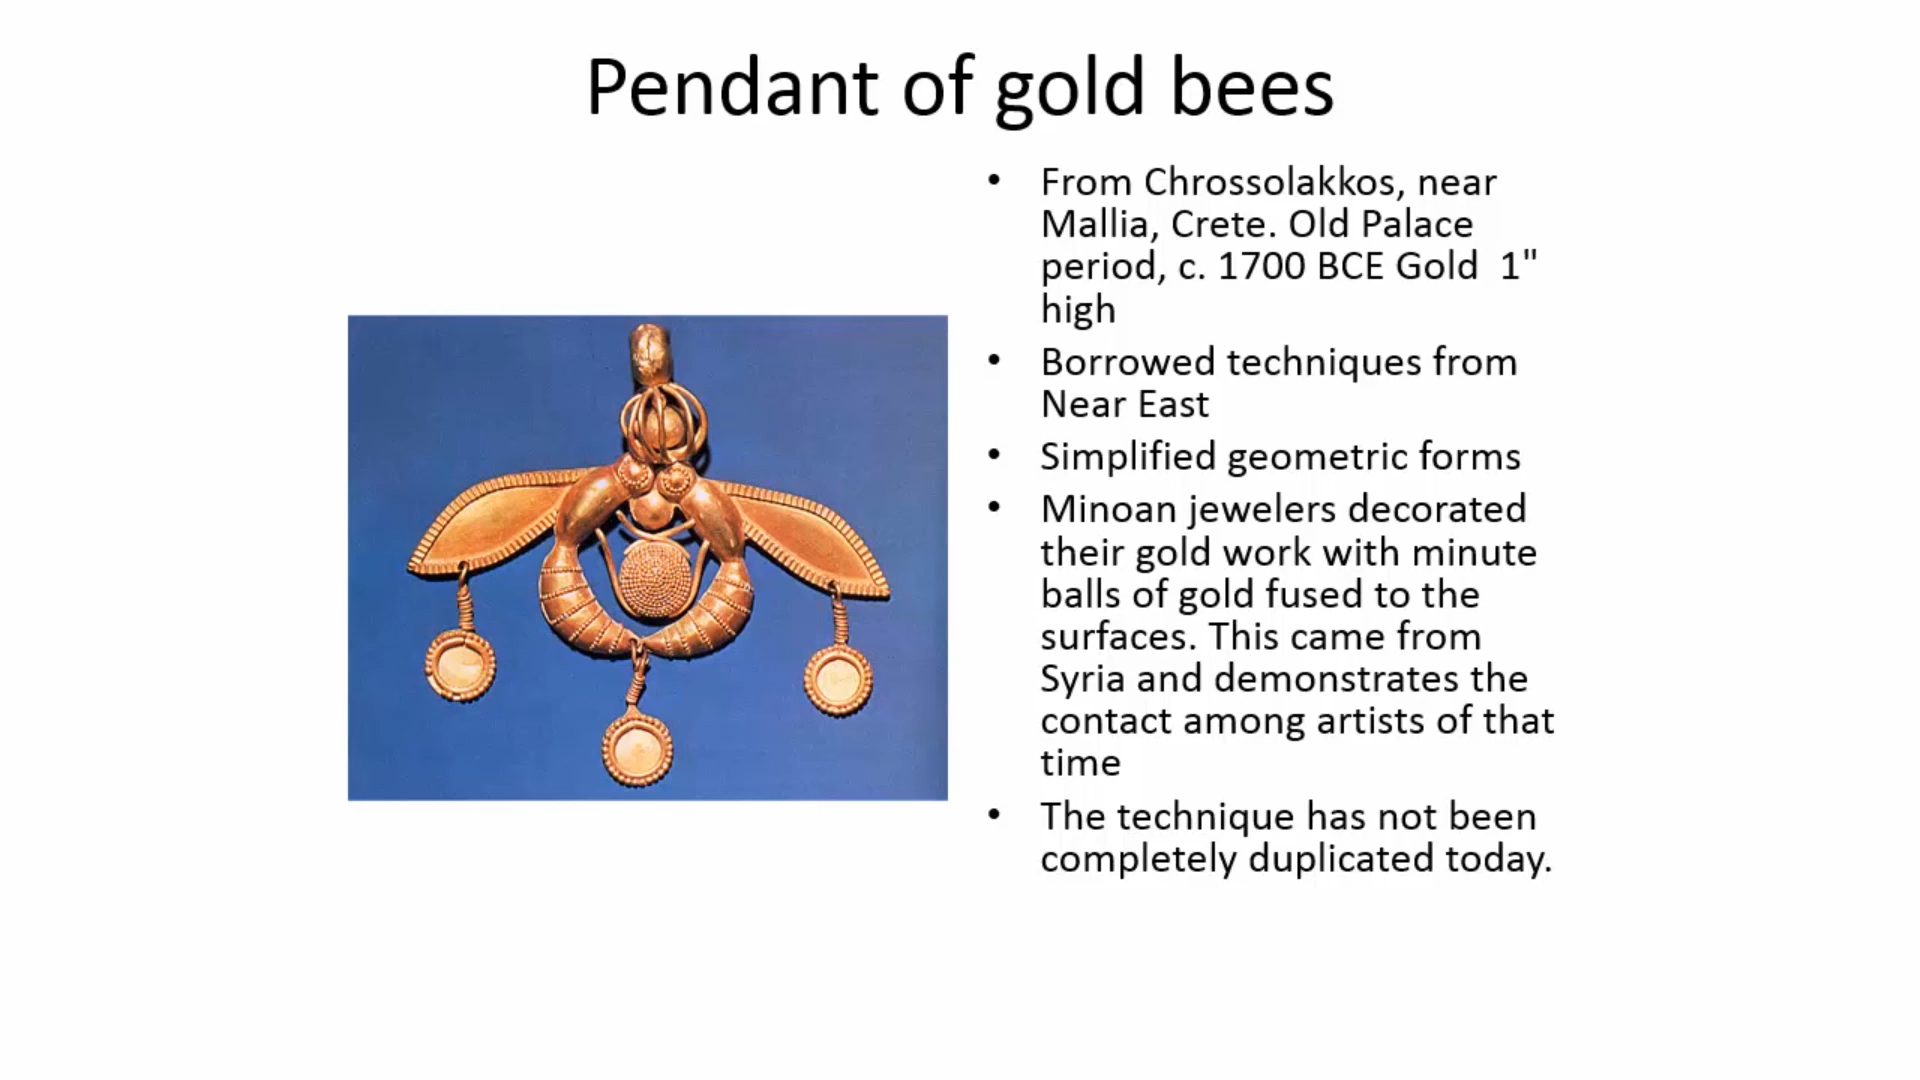 Pendant of gold bees
• From Chrossolakkos, near
Mallia, Crete. Old Palace
period, c. 1700 BCE Gold  1"
high
• Borrowed techniques from
Near East
• Simplified geometric forms
• Minoan jewelers decorated
their gold work with minute
balls of gold fused to the
surfaces. This came from
Syria and demonstrates the
contact among artists of that
time
• The technique has not been
completely duplicated today.